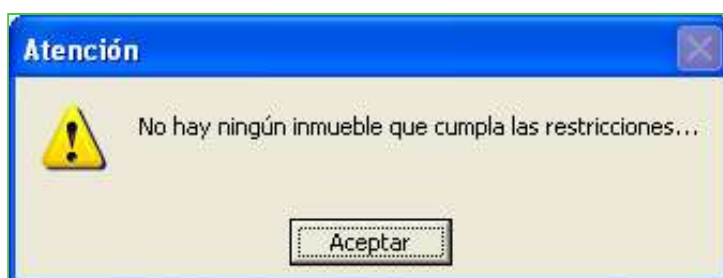 Atención
No hay ningún inmueble que cumpla las restricciones...
Aceptar